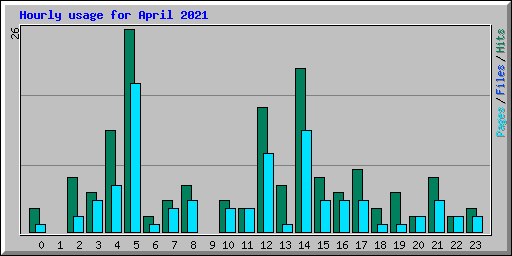 Hourly usage for April 2021
26
Pages/Files/Hits
0 1 2 3 4 5 6 7 8 9 10 11 12 13 14 15 16 17 18 19 20 21 22 23